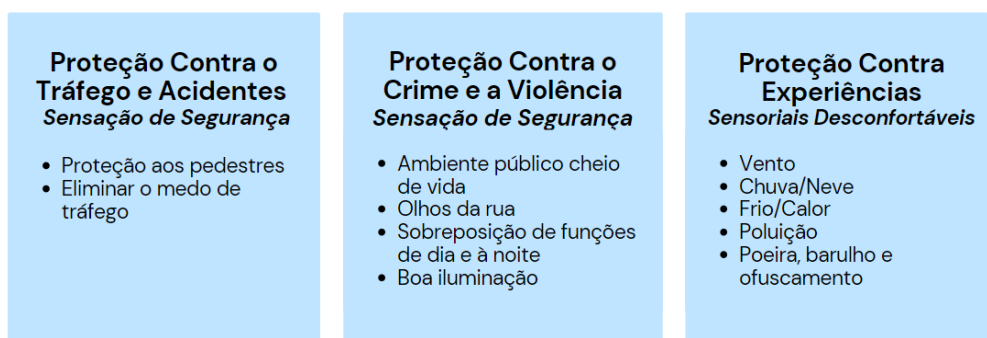 Proteção Contra o
Tráfego e Acidentes
Sensação de Segurança
• Proteção aos pedestres
• Eliminar o medo de
tráfego
Proteção Contra o
Crime e a Violência
Sensação de Segurança
• Ambiente público cheio
de vida
• Olhos da rua
• Sobreposição de funções
de dia e à noite
• Boa iluminação
Proteção Contra
Experiências
Sensoriais Desconfortáveis
• Vento
• Chuva/Neve
• Frio/Calor
• Poluição
• Poeira, barulho e
ofuscamento